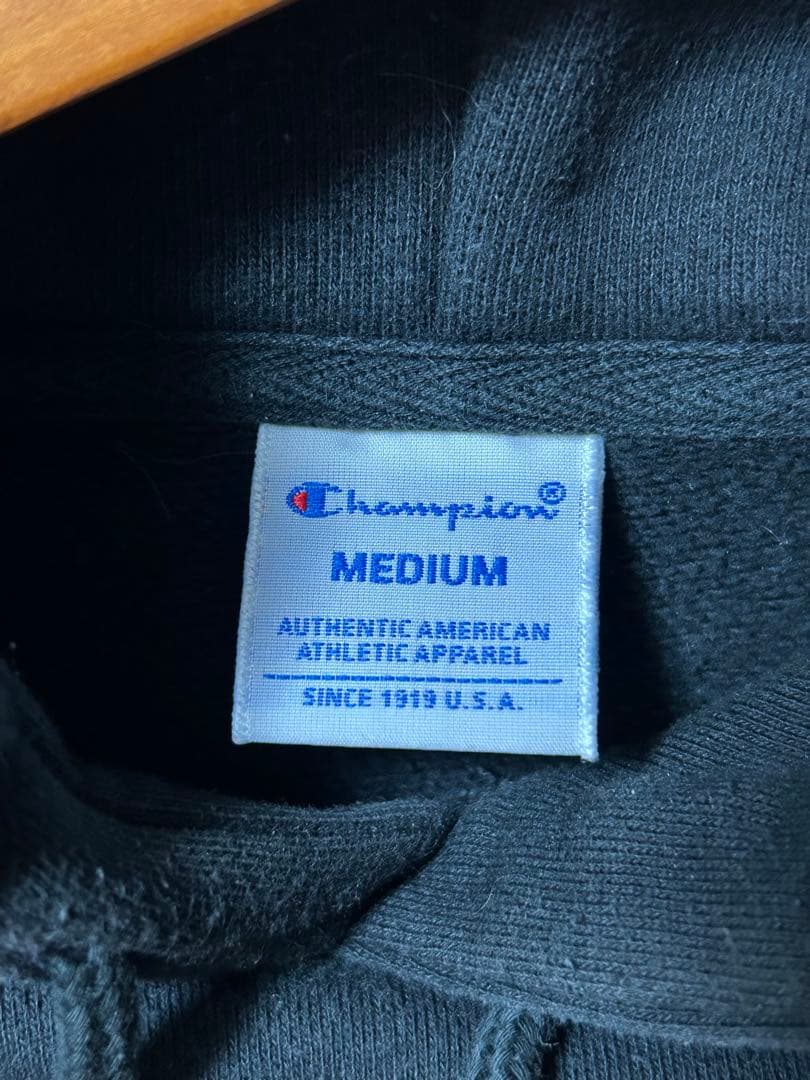 Champion®
MEDIUM
AUTHENTIC AMERICAN
ATHLETIC APPAREL
SINCE 1919 U.S.A.